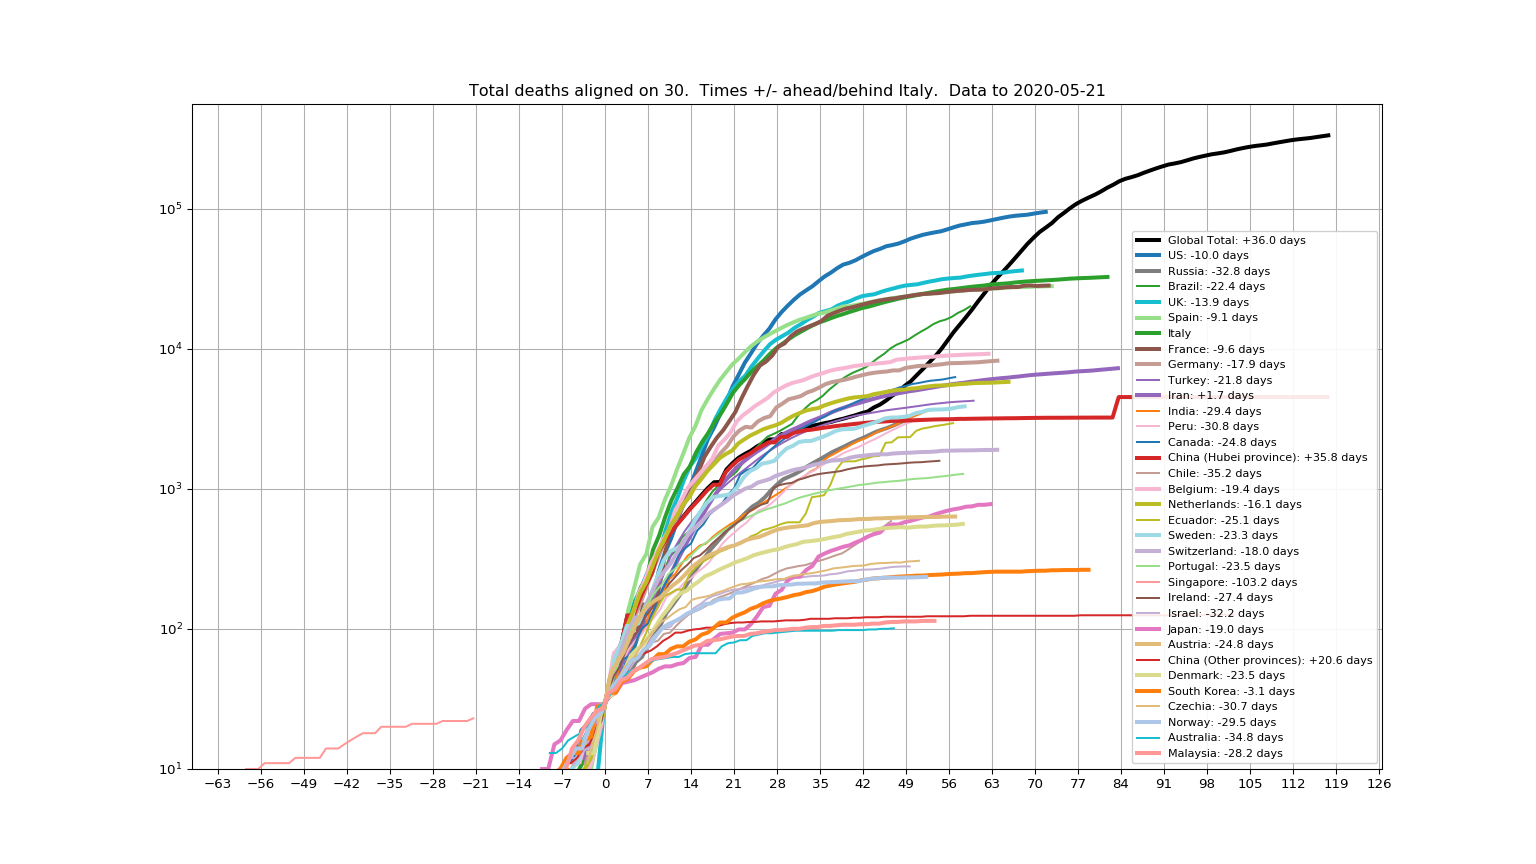 Total deaths aligned on 30.  Times +/- ahead/behind Italy.  Data to 2020-05-21
10^5
10^4
10^3
10^2
10^1
−63 −56 −49 −42 −35 −28 −21 −14 −7 0 7 14 21 28 35 42 49 56 63 70 77 84 91 98 105 112 119 126
Global Total: +36.0 days
US: -10.0 days
Russia: -32.8 days
Brazil: -22.4 days
UK: -13.9 days
Spain: -9.1 days
Italy
France: -9.6 days
Germany: -17.9 days
Turkey: -21.8 days
Iran: +1.7 days
India: -29.4 days
Peru: -30.8 days
Canada: -24.8 days
China (Hubei province): +35.8 days
Chile: -35.2 days
Belgium: -19.4 days
Netherlands: -16.1 days
Ecuador: -25.1 days
Sweden: -23.3 days
Switzerland: -18.0 days
Portugal: -23.5 days
Singapore: -103.2 days
Ireland: -27.4 days
Israel: -32.2 days
Japan: -19.0 days
Austria: -24.8 days
China (Other provinces): +20.6 days
Denmark: -23.5 days
South Korea: -3.1 days
Czechia: -30.7 days
Norway: -29.5 days
Australia: -34.8 days
Malaysia: -28.2 days